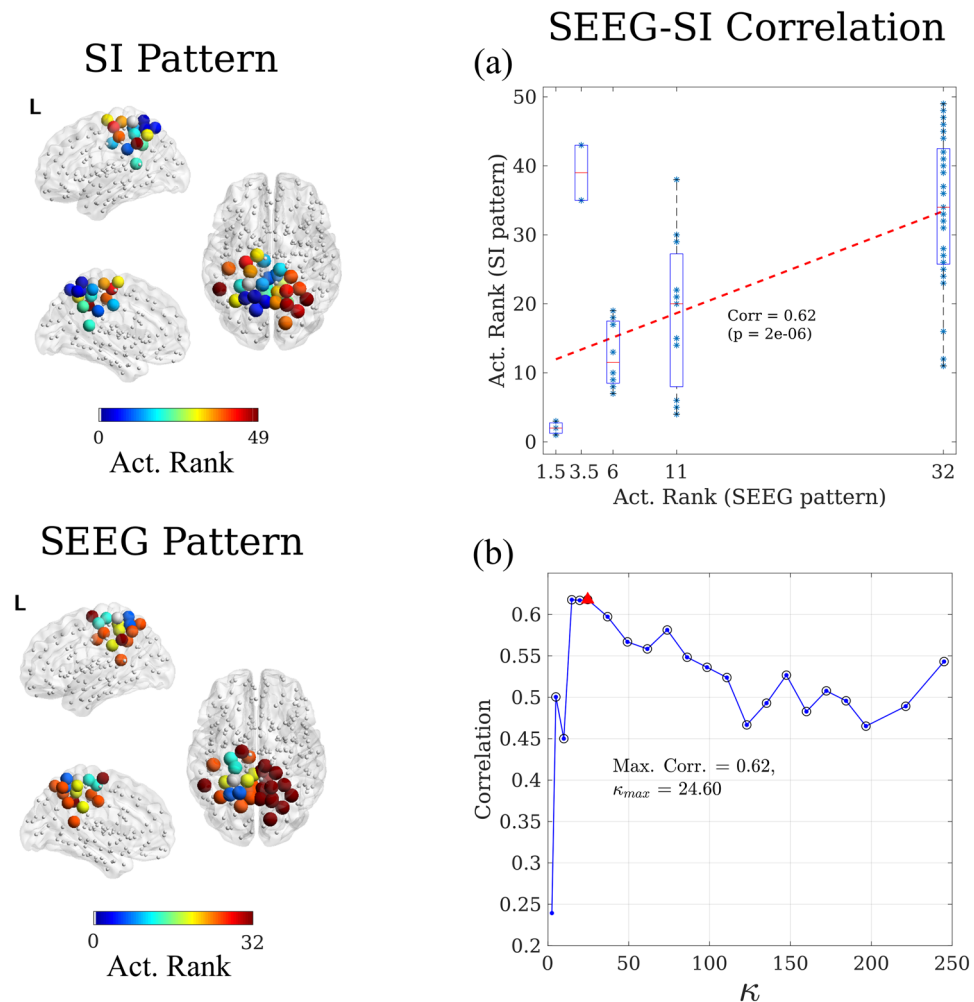 SI Pattern
L
0
49
Act. Rank
SEEG Pattern
L
0
32
Act. Rank
SEEG-SI Correlation
(a)
50
40
30
20
10
0
Act. Rank (SI pattern)
Corr = 0.62
(p = 2e-06)
1.5 3.5 6 11 32
Act. Rank (SEEG pattern)
(b)
0.6
0.55
0.5
0.45
0.4
0.35
0.3
0.25
0.2
Correlation
Max. Corr. = 0.62,
κmax = 24.60
0 50 100 150 200 250
κ